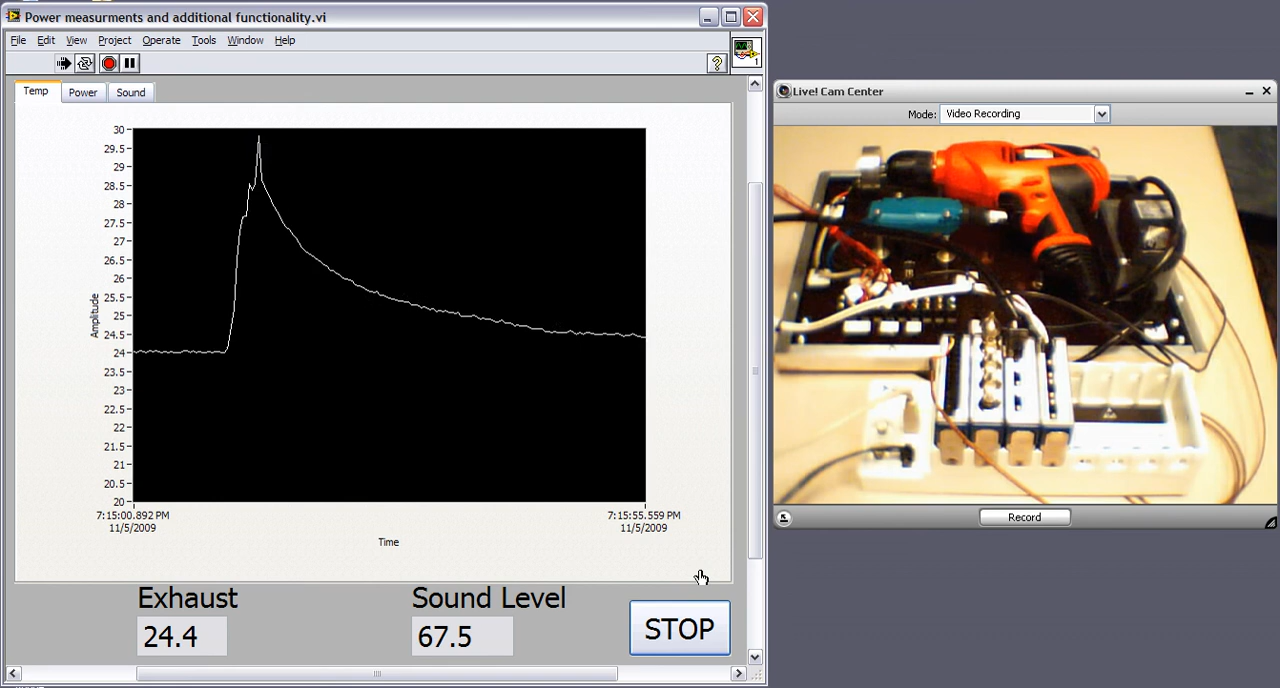 Power measurments and additional functionality.vi
File Edit View Project Operate Tools Window Help
?
1
Temp Power Sound
30
29.5
29
28.5
28
27.5
27
26.5
26
25.5
25
24.5
24
23.5
23
22.5
22
21.5
21
20.5
20
Amplitude
7:15:00.892 PM
11/5/2009
7:15:55.559 PM
11/5/2009
Time
Exhaust
24.4
Sound Level
67.5
STOP
Live! Cam Center
Mode: Video Recording
Record